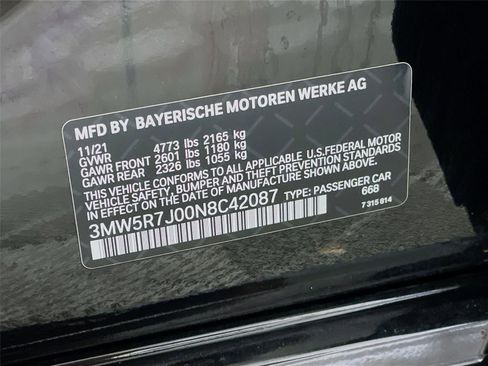 MFD BY BAYERISCHE MOTOREN WERKE AG
11/21
GVWR 4773 lbs 2165 kg
GAWR FRONT 2601 lbs 1180 kg
GAWR REAR 2326 lbs 1055 kg
THIS VEHICLE CONFORMS TO ALL APPLICABLE U.S.FEDERAL MOTOR
VEHICLE SAFETY, BUMPER AND THEFT PREVENTION STANDARDS
IN EFFECT ON THE DATE OF MANUFACTURE SHOWN ABOVE.
3MW5R7J00N8C42087 TYPE: PASSENGER CAR
668
7 315 614